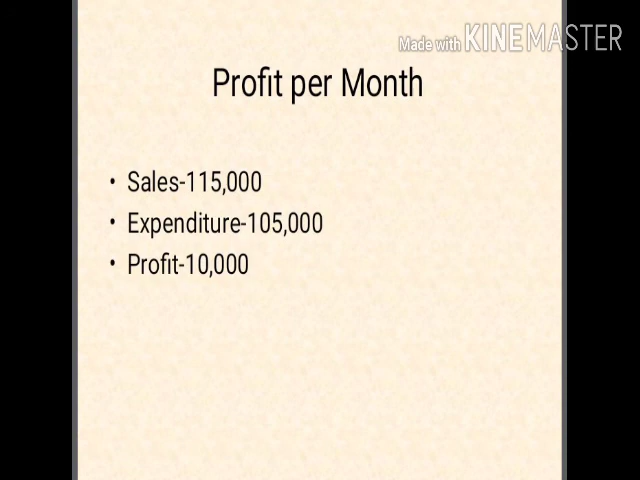 Made with KINEMASTER
Profit per Month
• Sales-115,000
• Expenditure-105,000
• Profit-10,000